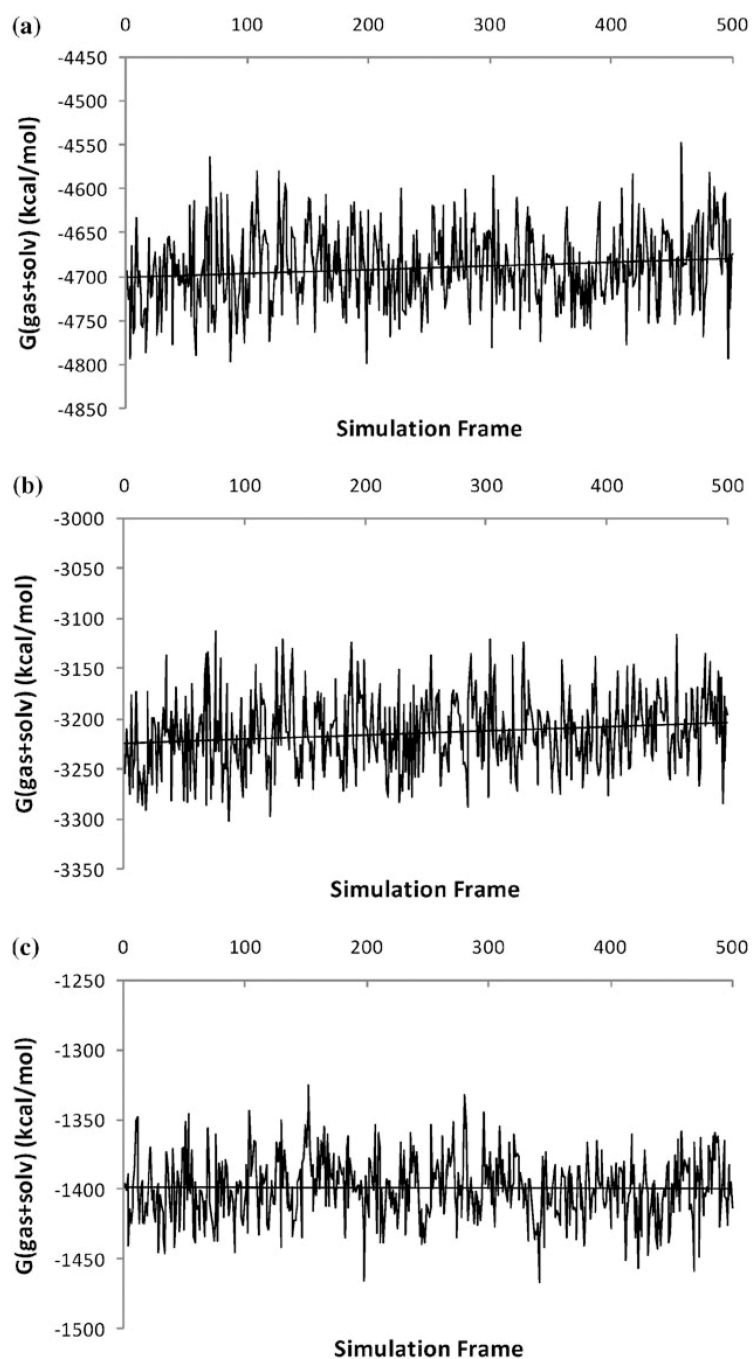 (a)
0 100 200 300 400 500
-4450
-4500
-4550
-4600
-4650
-4700
-4750
-4800
-4850
G(gas+solv) (kcal/mol)
Simulation Frame
(b)
0 100 200 300 400 500
-3000
-3050
-3100
-3150
-3200
-3250
-3300
-3350
G(gas+solv) (kcal/mol)
Simulation Frame
(c)
0 100 200 300 400 500
-1250
-1300
-1350
-1400
-1450
-1500
G(gas+solv) (kcal/mol)
Simulation Frame